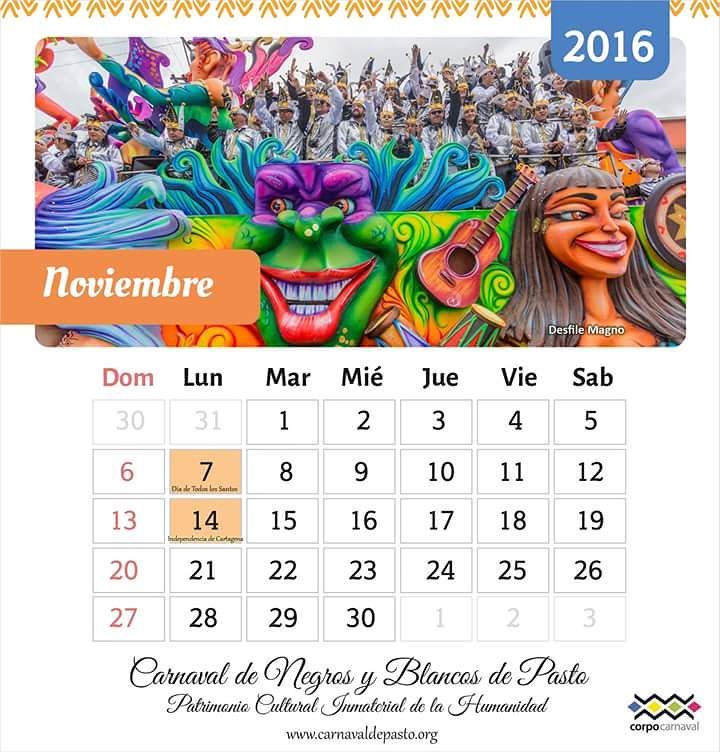 2016
Noviembre
Desfile Magno
Dom Lun Mar Mié Jue Vie Sab
30 31 1 2 3 4 5
6 7 8 9 10 11 12
Dia de Todos los Santos
13 14 15 16 17 18 19
Independencia de Cartagena
20 21 22 23 24 25 26
27 28 29 30 1 2 3
Carnaval de Negros y Blancos de Pasto
Patrimonio Cultural Inmaterial de la Humanidad
www.carnavaldepasto.org
corpocarnaval